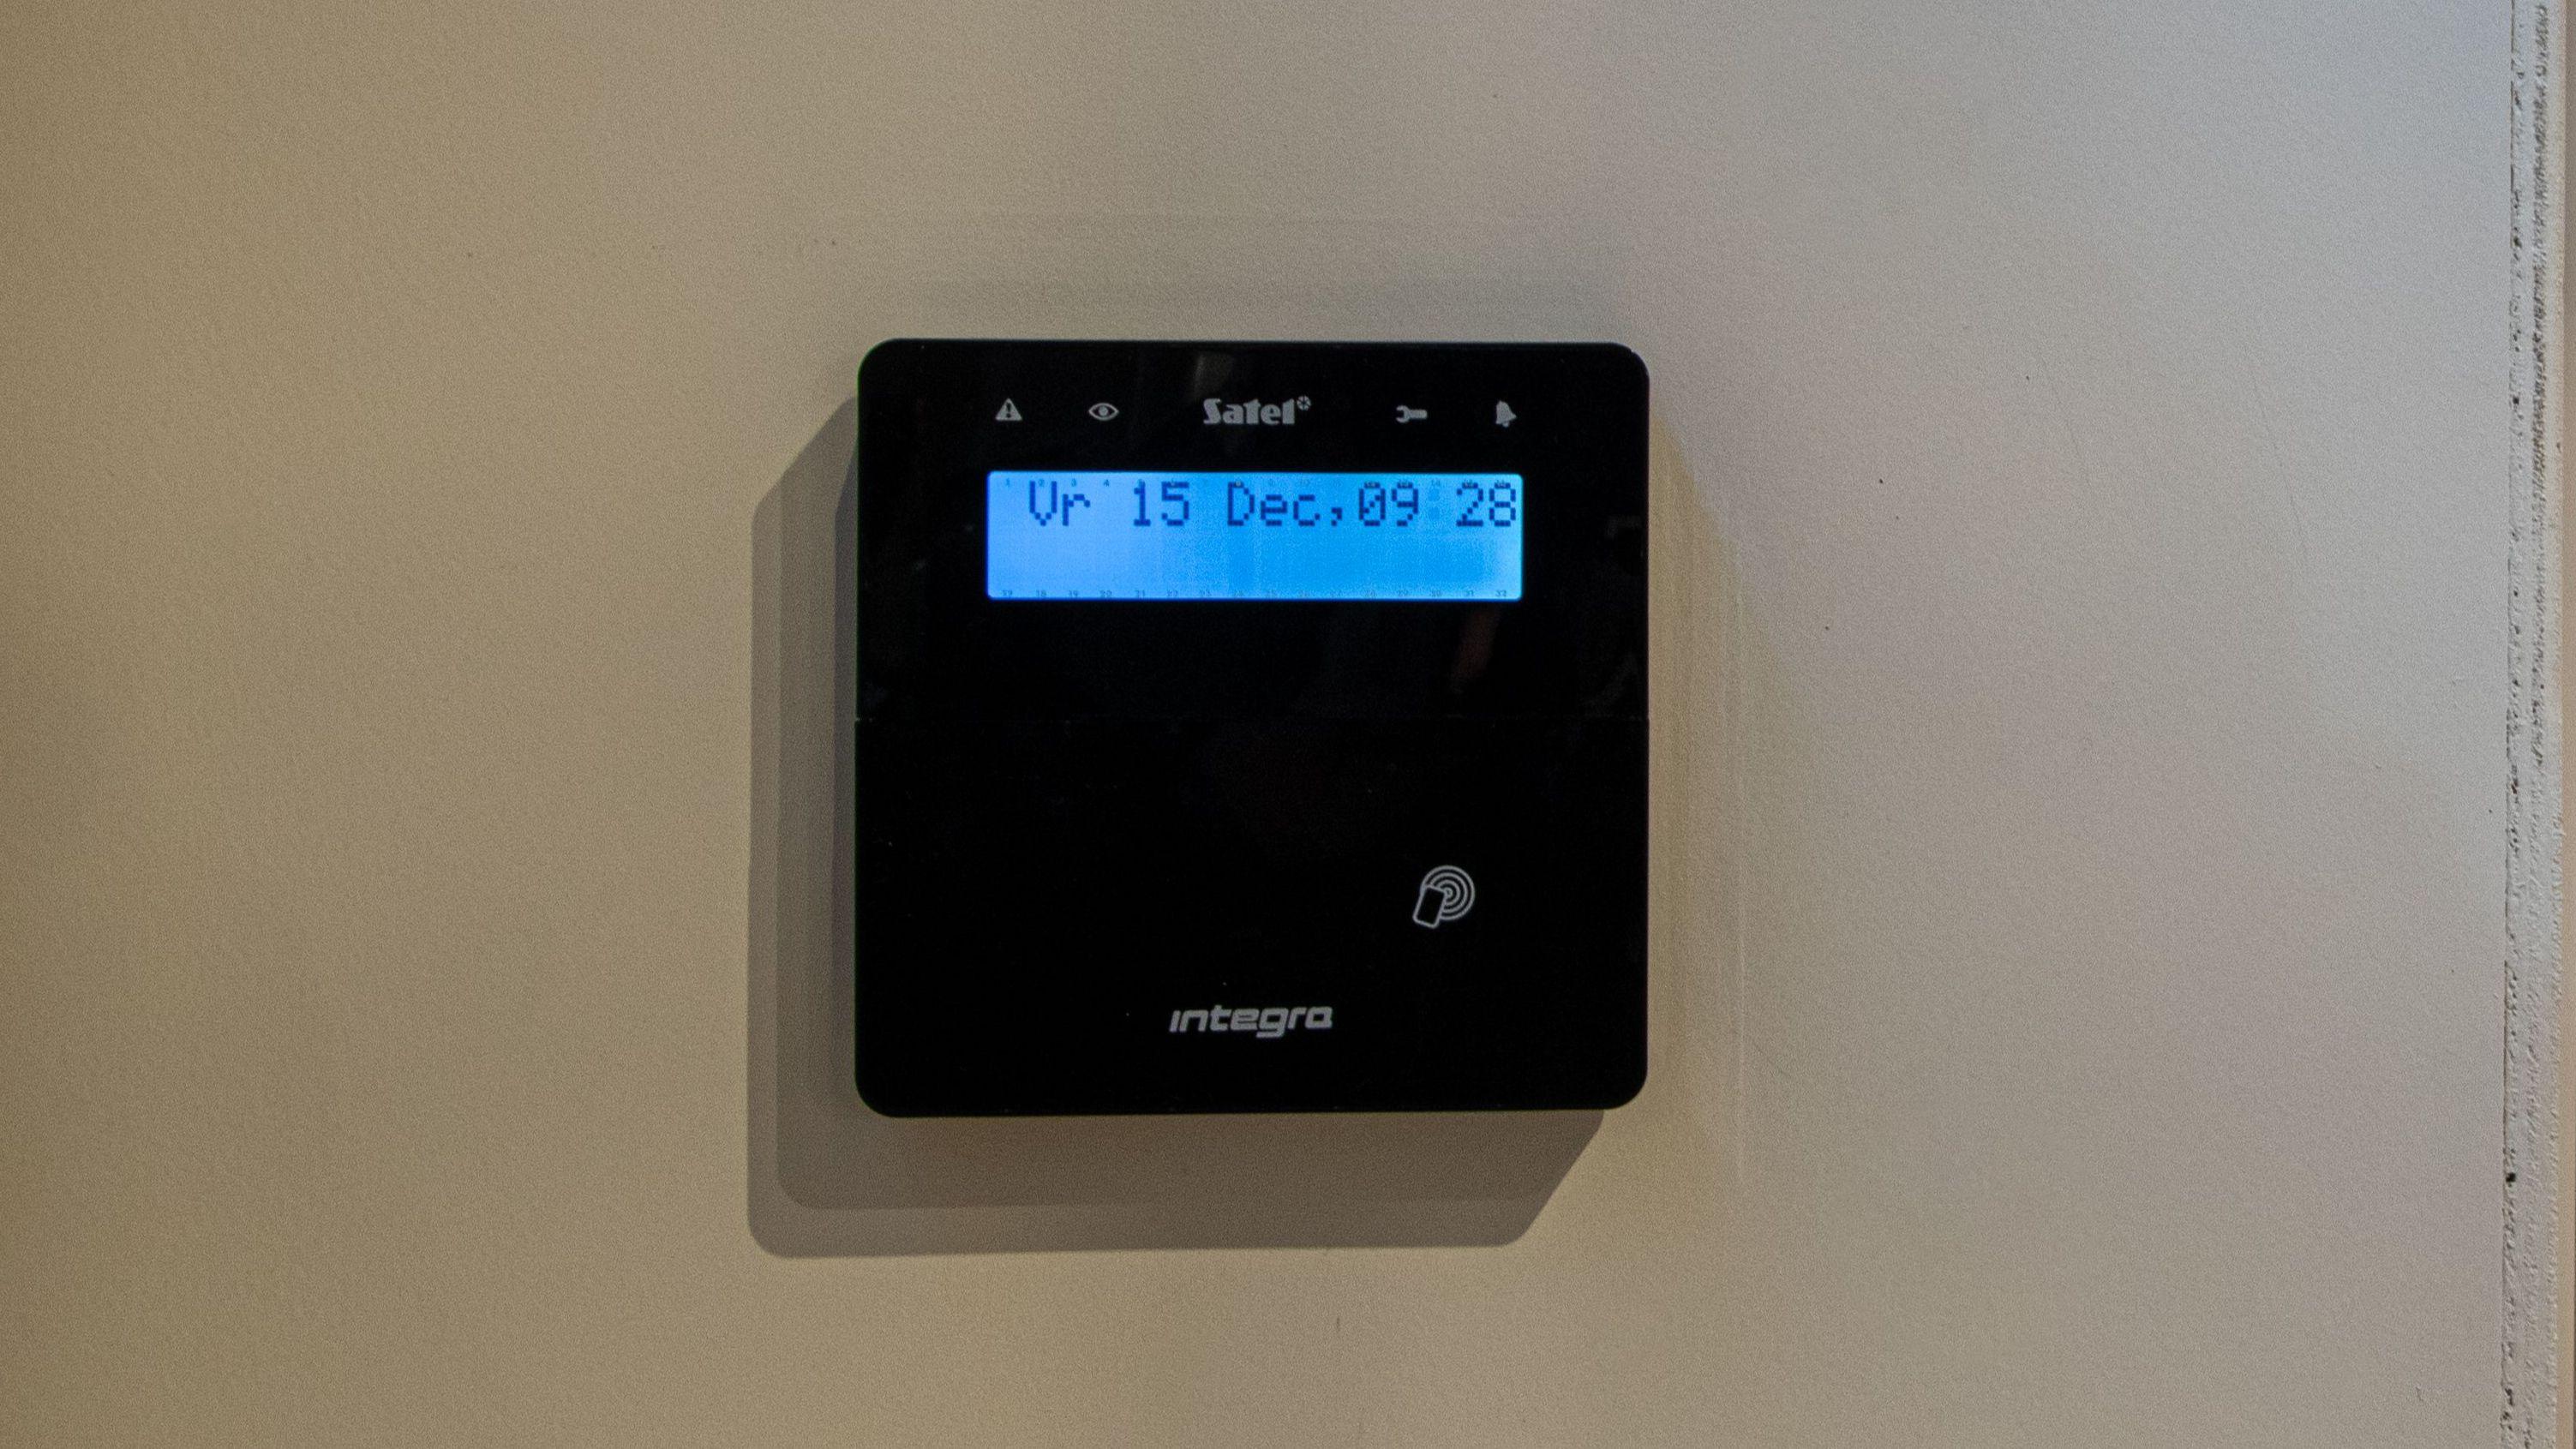 Satel
Vr 15 Dec,09 28
integra